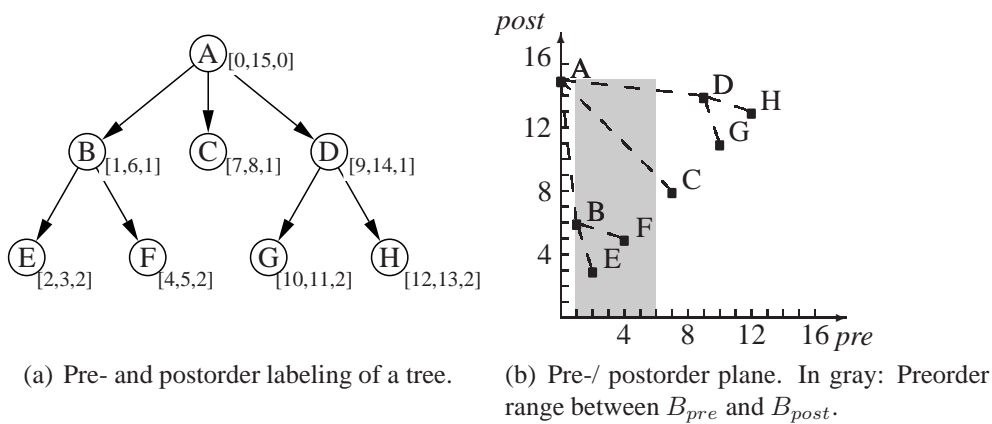 A [0,15,0]
B [1,6,1]
C [7,8,1]
D [9,14,1]
E [2,3,2]
F [4,5,2]
G [10,11,2]
H [12,13,2]
(a) Pre- and postorder labeling of a tree.
post
16
12
8
4
A
D
H
G
C
B
F
E
4 8 12 16 pre
(b) Pre-/ postorder plane. In gray: Preorder
range between B_pre and B_post.